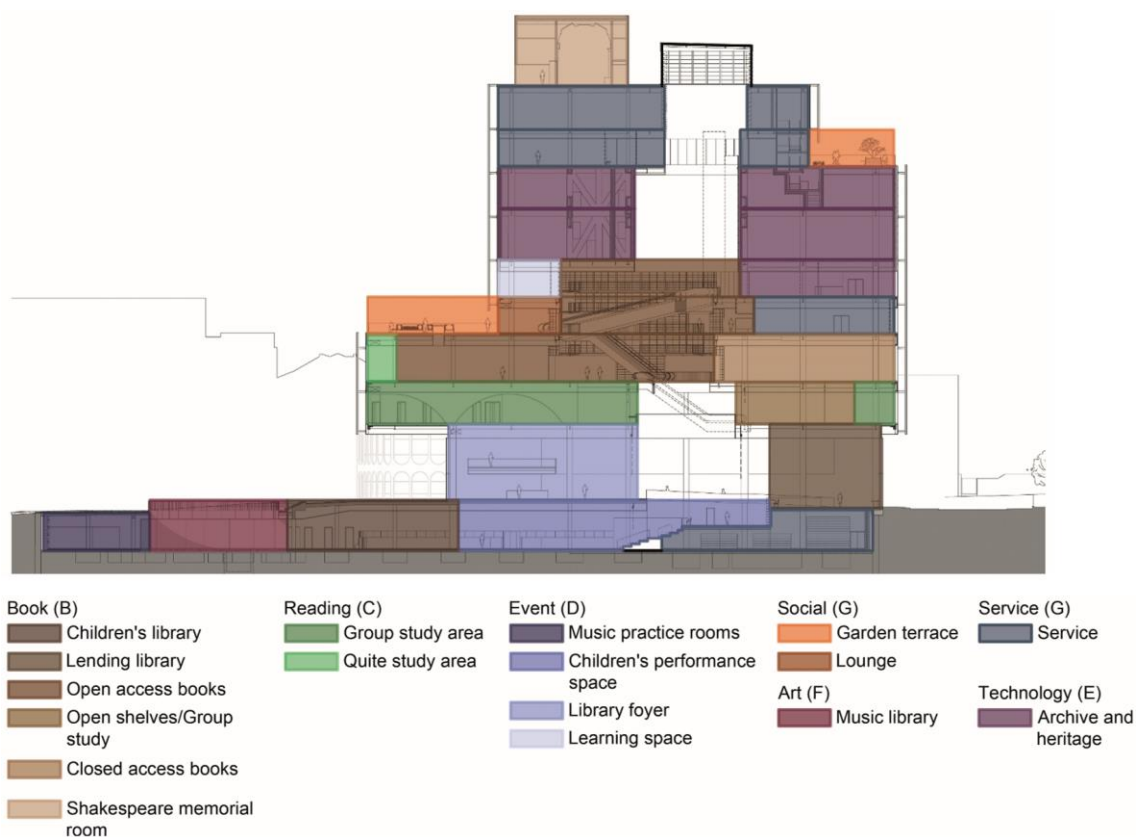 Book (B)
Children's library
Lending library
Open access books
Open shelves/Group
study
Closed access books
Shakespeare memorial
room
Reading (C)
Group study area
Quite study area
Event (D)
Music practice rooms
Children's performance
space
Library foyer
Learning space
Social (G)
Garden terrace
Lounge
Art (F)
Music library
Service (G)
Service
Technology (E)
Archive and
heritage